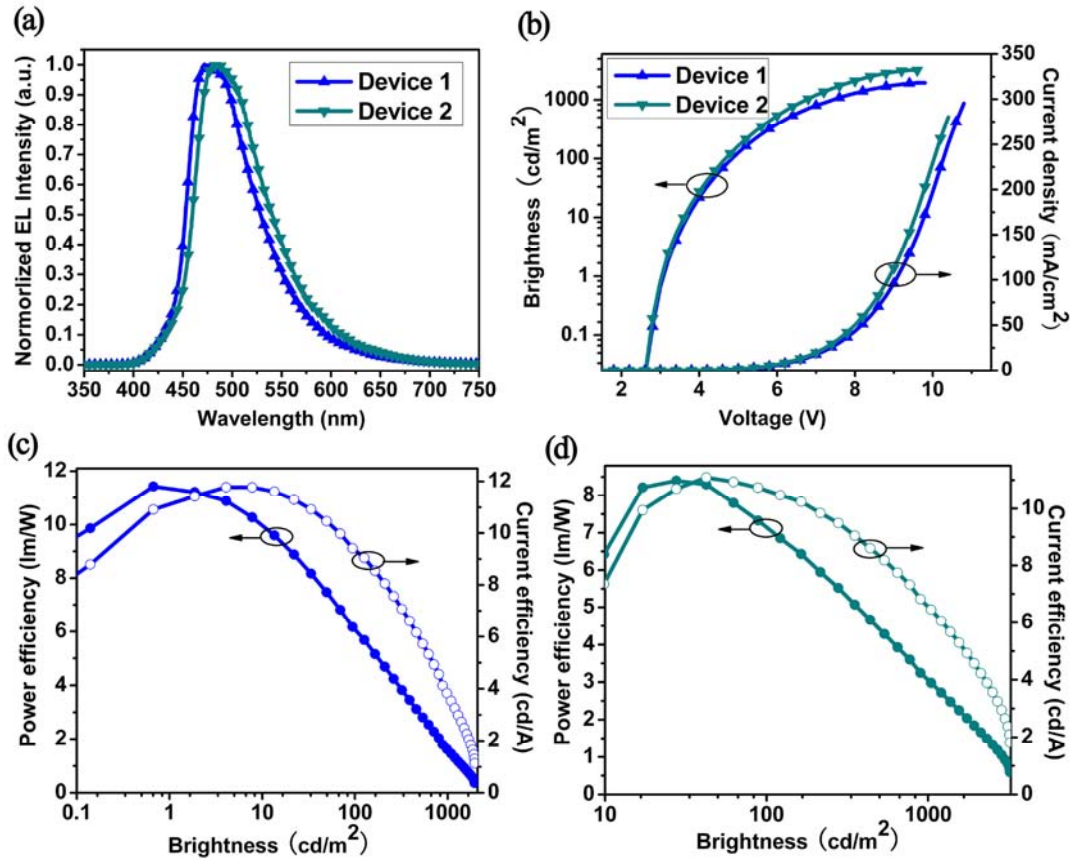 (a)
Normorlized EL Intensity (a.u.)
1.0
0.9
0.8
0.7
0.6
0.5
0.4
0.3
0.2
0.1
0.0
Device 1
Device 2
350 400 450 500 550 600 650 700 750
Wavelength (nm)
(b)
Brightness (cd/m²)
1000
100
10
1
0.1
Device 1
Device 2
350
300
250
200
150
100
50
0
Current density (mA/cm²)
2 4 6 8 10
Voltage (V)
(c)
Power efficiency (lm/W)
12
11
10
8
6
4
2
0
12
10
8
6
4
2
0
Current efficiency (cd/A)
0.1 1 10 100 1000
Brightness (cd/m²)
(d)
Power efficiency (lm/W)
8
7
6
5
4
3
2
1
0
10
8
6
4
2
0
Current efficiency (cd/A)
10 100 1000
Brightness (cd/m²)